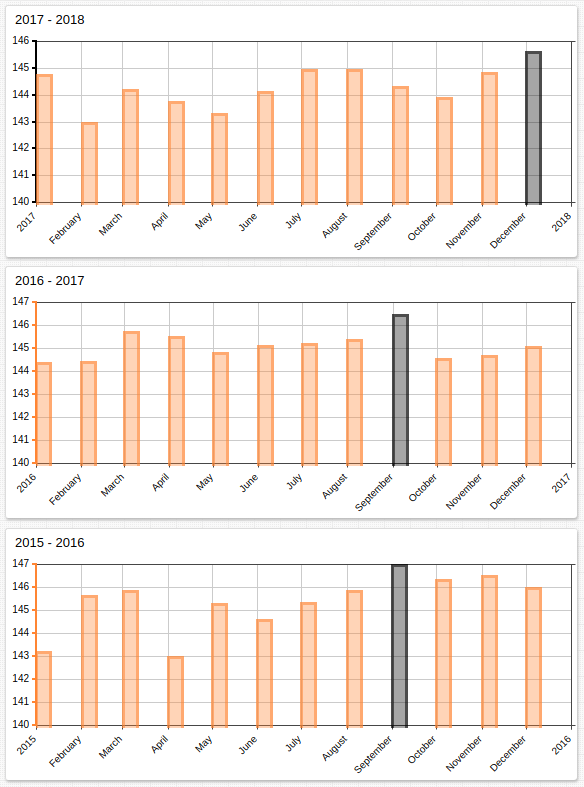 2017 - 2018
146
145
144
143
142
141
140
2017
February
March
April
May
June
July
August
September
October
November
December
2018
2016 - 2017
147
146
145
144
143
142
141
140
2016
February
March
April
May
June
July
August
September
October
November
December
2017
2015 - 2016
147
146
145
144
143
142
141
140
2015
February
March
April
May
June
July
August
September
October
November
December
2016